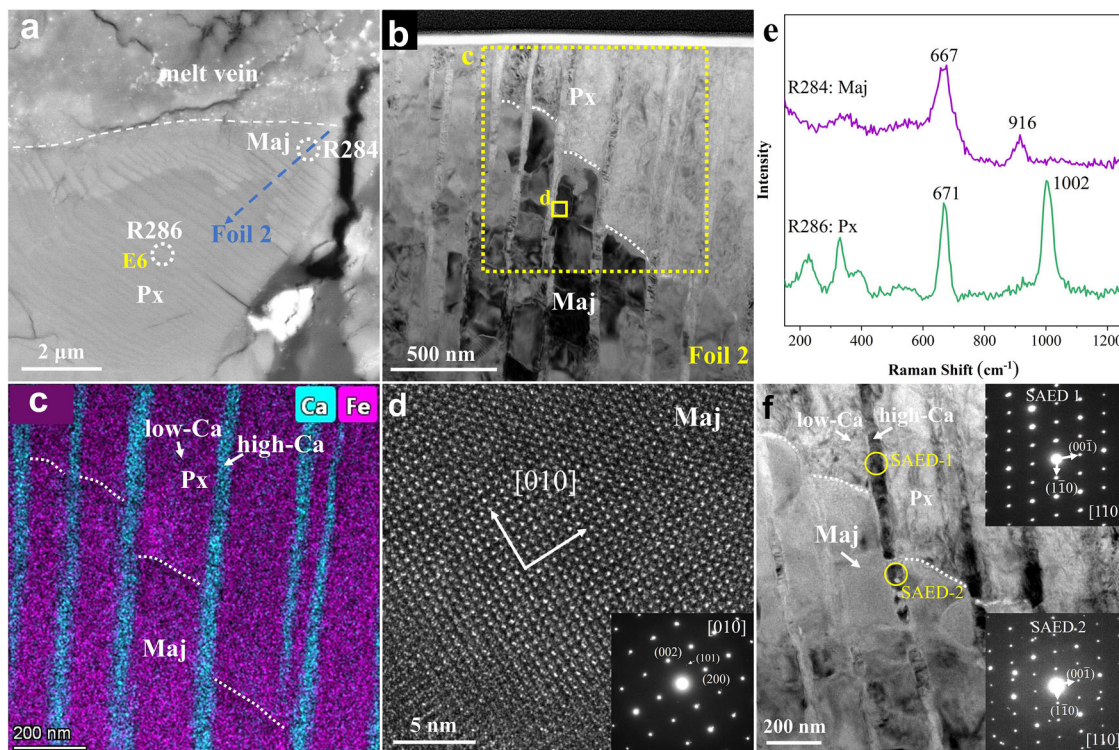 a
melt vein
Maj
R284
Foil 2
R286
E6
Px
2 μm
b
c
Px
d
Maj
500 nm
Foil 2
e
667
R284: Maj
916
671
1002
R286: Px
Intensity
200 400 600 800 1000 1200
Raman Shift (cm⁻¹)
c
Ca Fe
low-Ca
high-Ca
Px
Maj
200 nm
d
Maj
[010]
5 nm
[010]
(002)
(101)
(200)
f
low-Ca
high-Ca
SAED-1
Px
Maj
SAED-2
200 nm
SAED 1
(001̄)
(11̄0)
[110]
SAED-2
(001̄)
(11̄0)
[110]